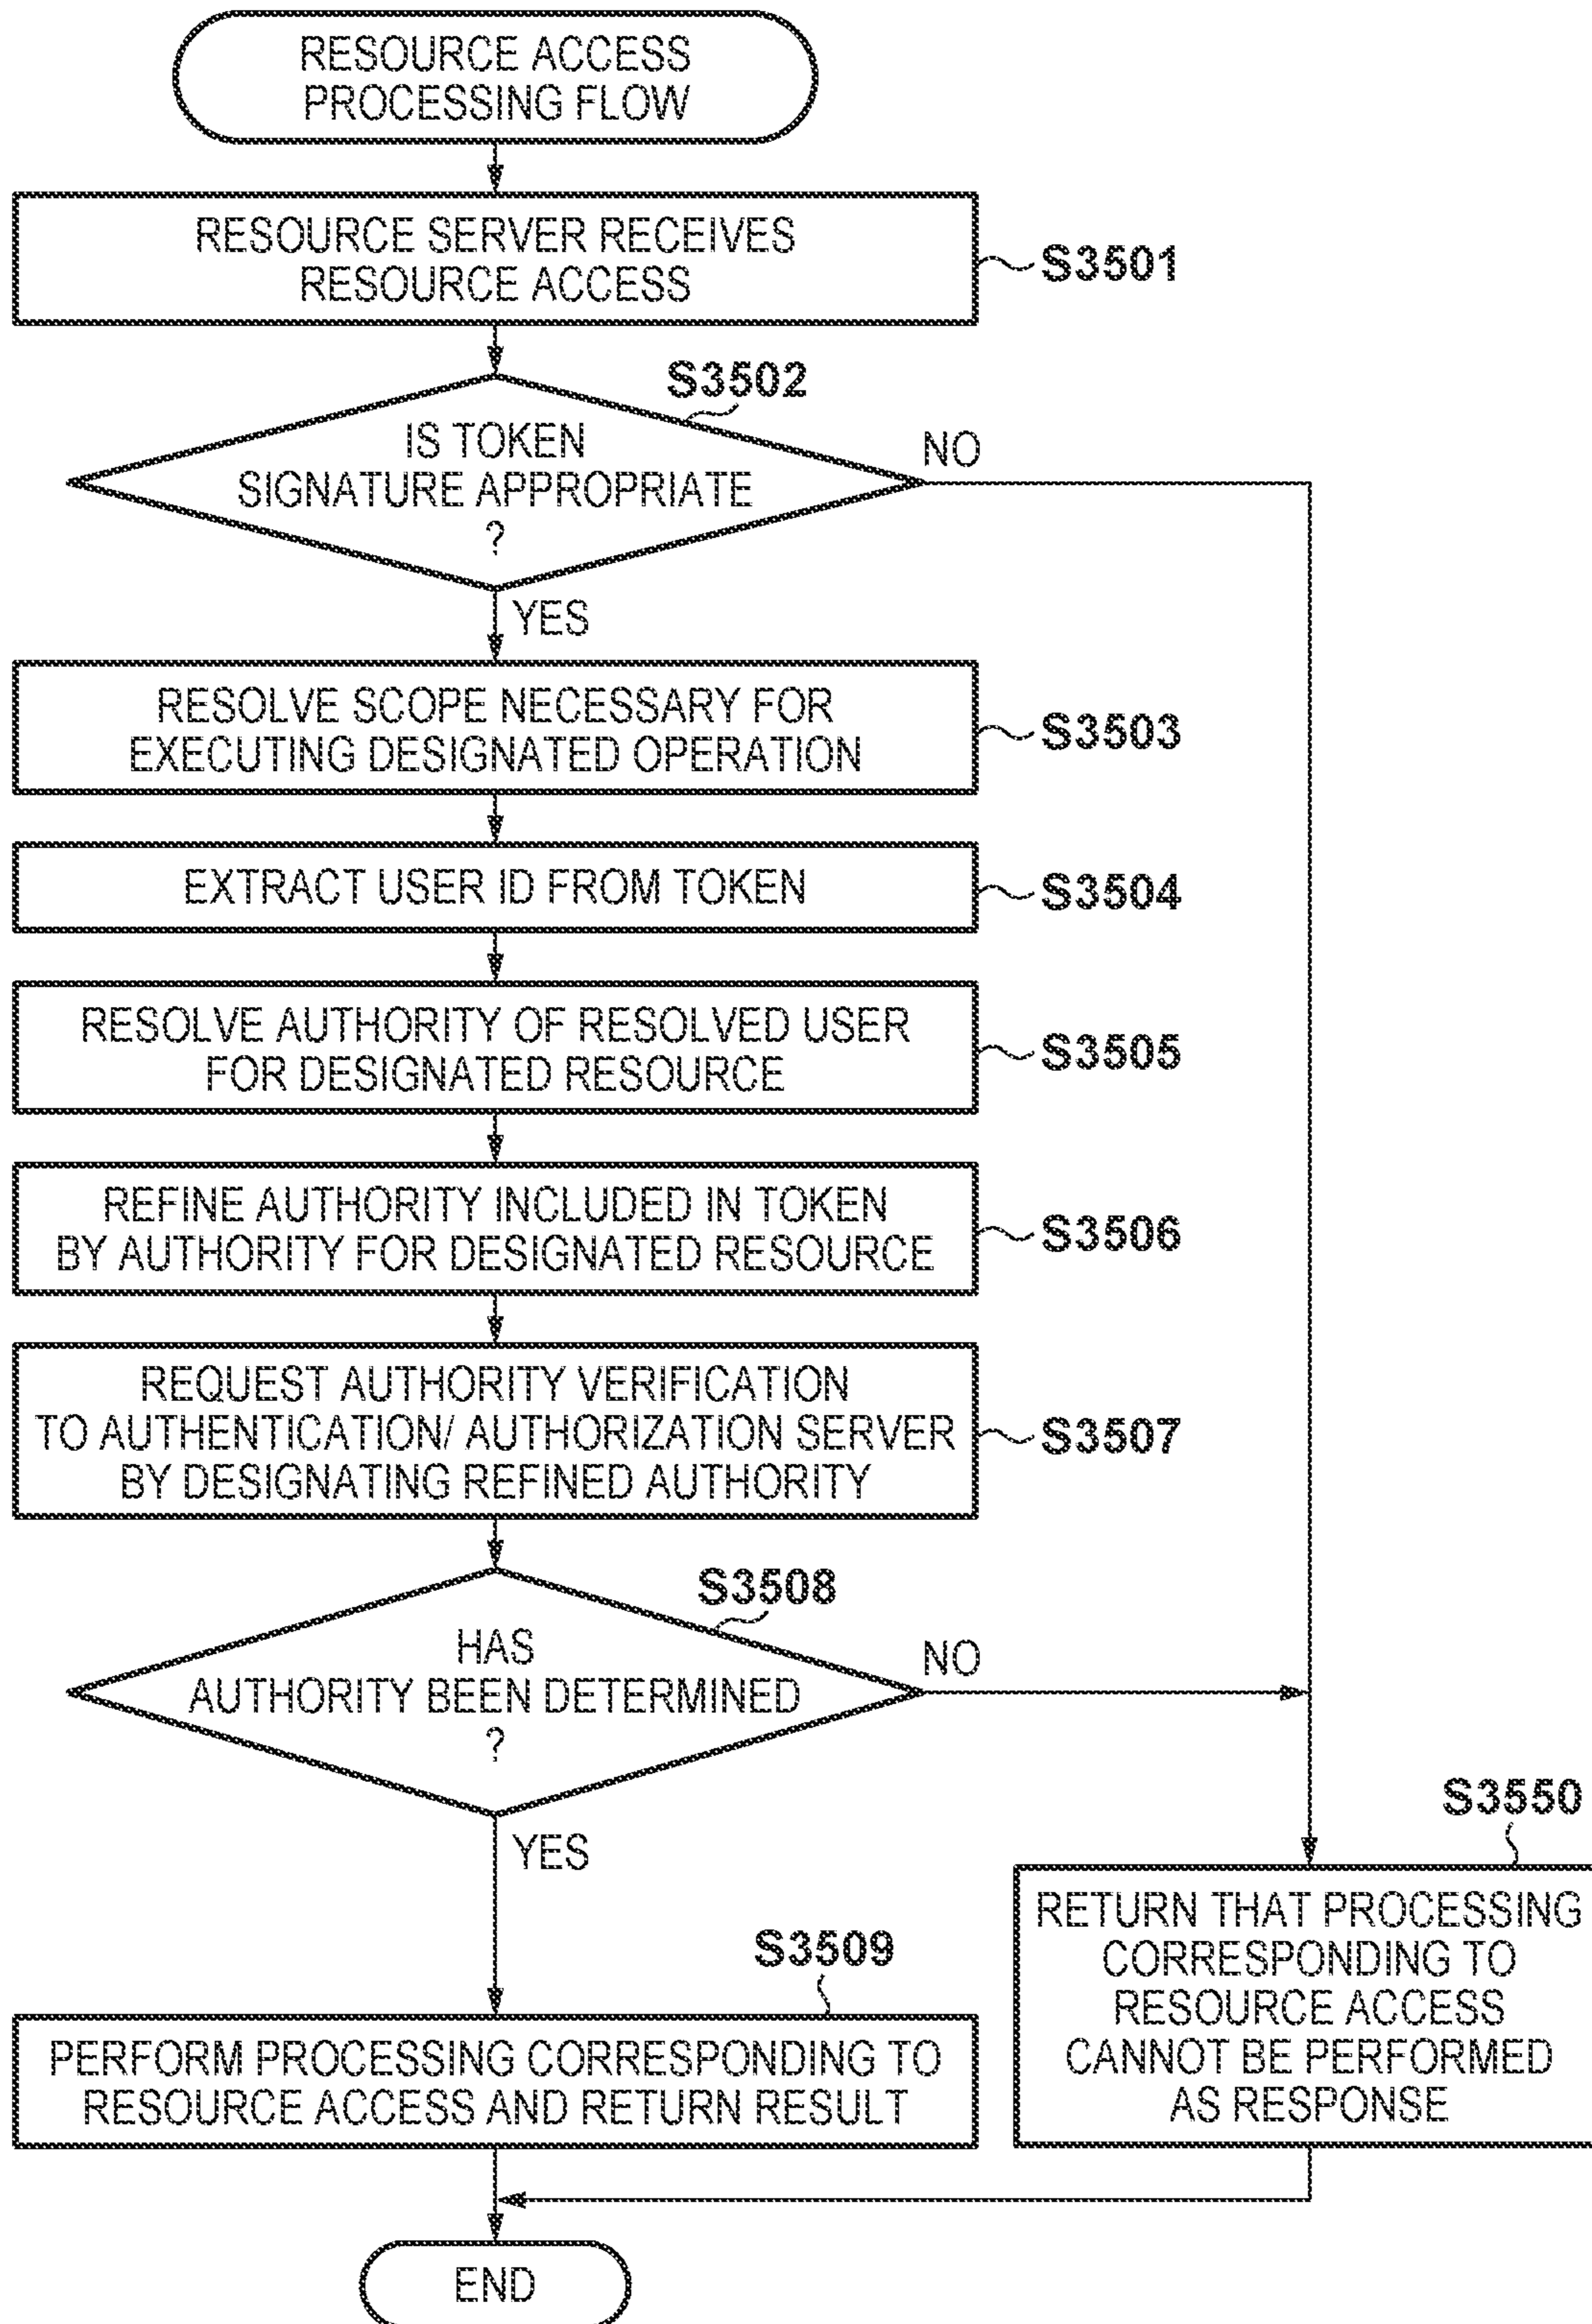 RESOURCE ACCESS
PROCESSING FLOW
RESOURCE SERVER RECEIVES
RESOURCE ACCESS
S3501
S3502
IS TOKEN
SIGNATURE APPROPRIATE
?
NO
YES
RESOLVE SCOPE NECESSARY FOR
EXECUTING DESIGNATED OPERATION
S3503
EXTRACT USER ID FROM TOKEN
S3504
RESOLVE AUTHORITY OF RESOLVED USER
FOR DESIGNATED RESOURCE
S3505
REFINE AUTHORITY INCLUDED IN TOKEN
BY AUTHORITY FOR DESIGNATED RESOURCE
S3506
REQUEST AUTHORITY VERIFICATION
TO AUTHENTICATION/ AUTHORIZATION SERVER
BY DESIGNATING REFINED AUTHORITY
S3507
S3508
HAS
AUTHORITY BEEN DETERMINED
?
NO
YES
S3550
RETURN THAT PROCESSING
CORRESPONDING TO
RESOURCE ACCESS
CANNOT BE PERFORMED
AS RESPONSE
S3509
PERFORM PROCESSING CORRESPONDING TO
RESOURCE ACCESS AND RETURN RESULT
END